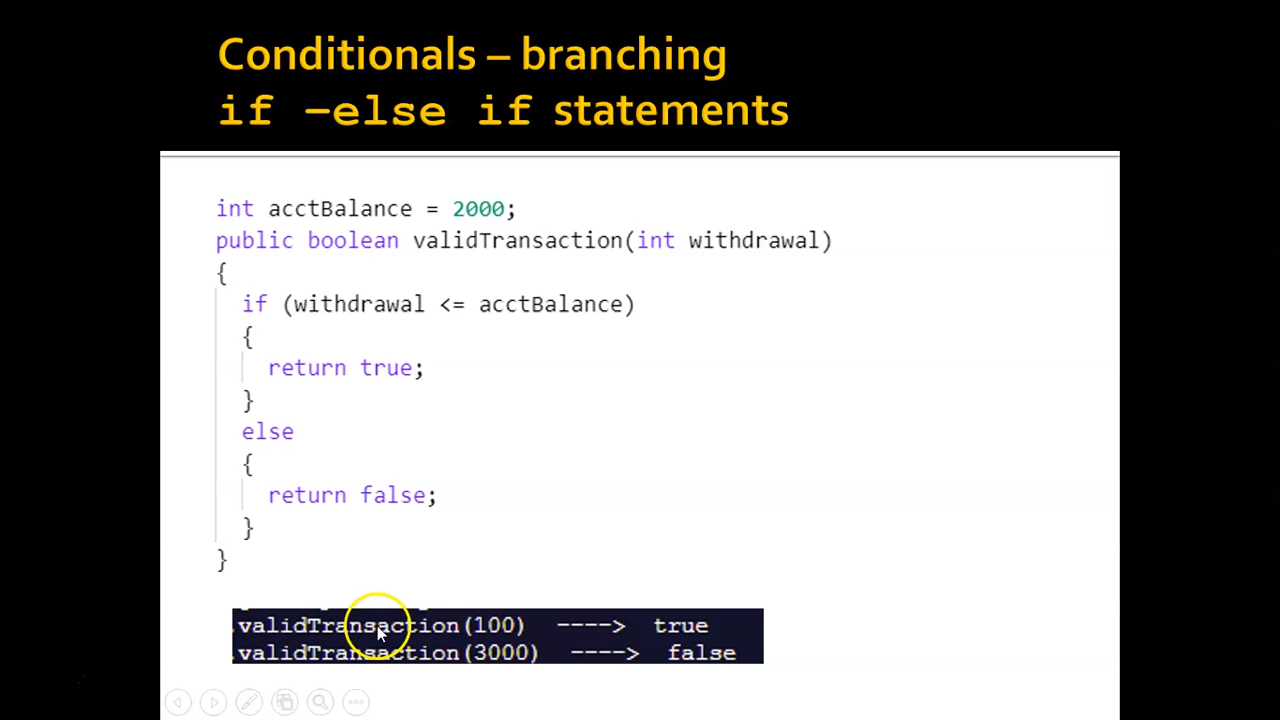 Conditionals – branching
if –else if statements
int acctBalance = 2000;
public boolean validTransaction(int withdrawal)
{
if (withdrawal <= acctBalance)
{
return true;
}
else
{
return false;
}
}
.validTransaction(100) ----> true
.validTransaction(3000) ----> false